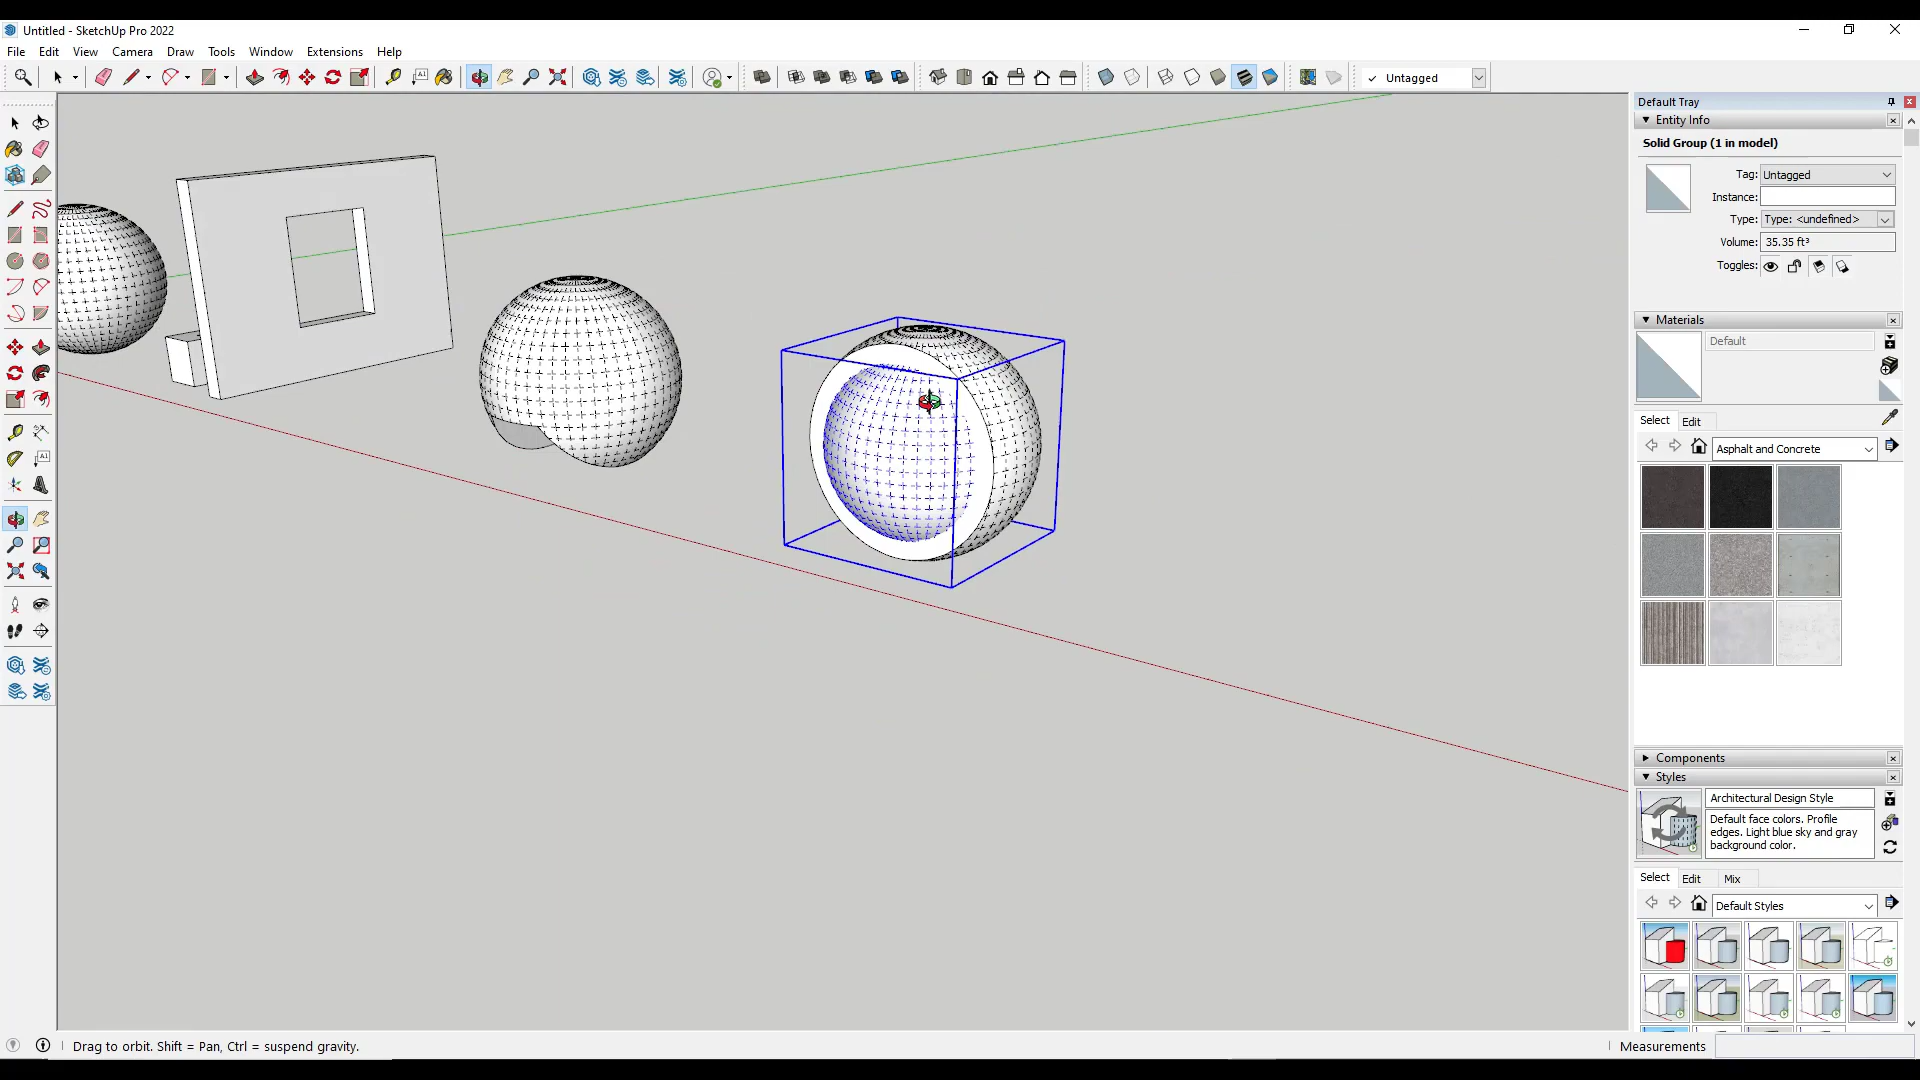 Untitled - SketchUp Pro 2022
File Edit View Camera Draw Tools Window Extensions Help
Untagged
Default Tray
Entity Info
Solid Group (1 in model)
Tag: Untagged
Instance:
Type: Type: <undefined>
Volume: 35.35 ft³
Toggles:
Materials
Default
Select Edit
Asphalt and Concrete
Components
Styles
Architectural Design Style
Default face colors. Profile
edges. Light blue sky and gray
background color.
Select Edit Mix
Default Styles
Drag to orbit. Shift = Pan, Ctrl = suspend gravity.
Measurements